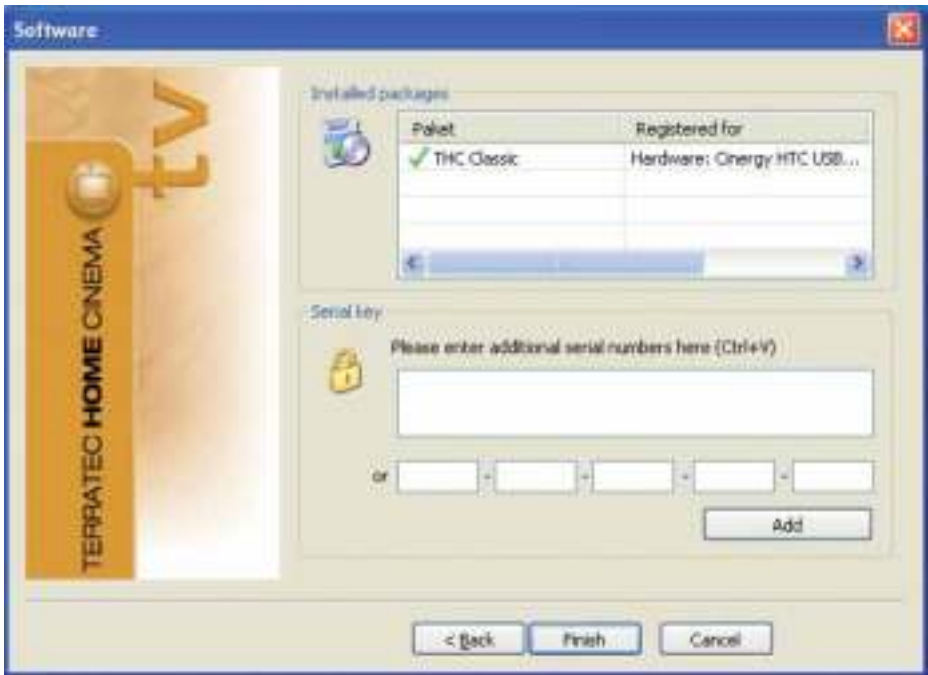 Software
TERRATEC HOME CINEMA
tv
Installed packages
Paket Registered for
THC Classic Hardware: Cinergy HTC USB...
Serial key
Please enter additional serial numbers here (Ctrl+V)
or - - - -
Add
< Back Finish Cancel